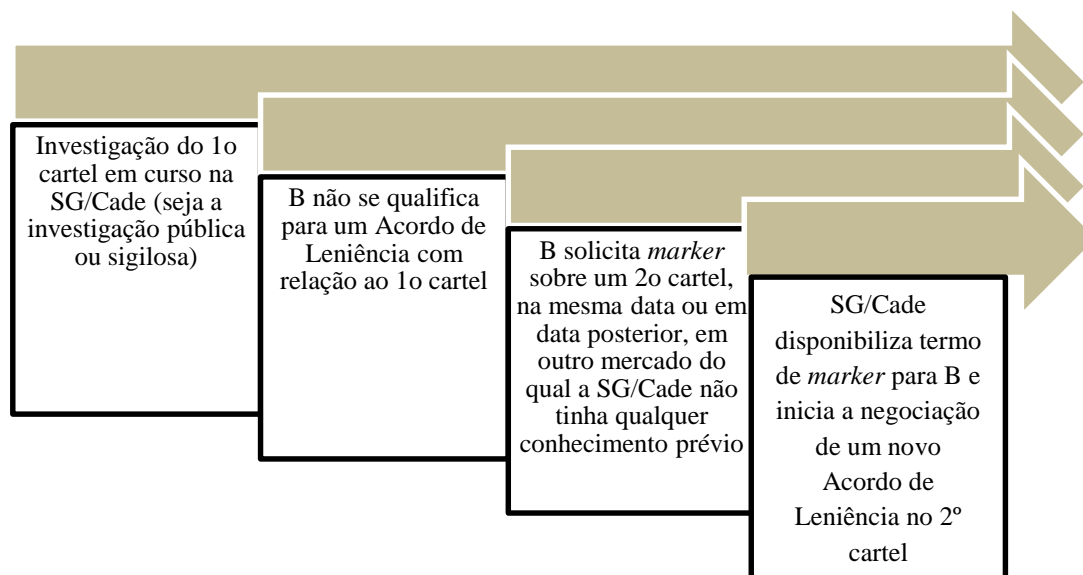 Investigação do 1o
cartel em curso na
SG/Cade (seja a
investigação pública
ou sigilosa)
B não se qualifica
para um Acordo de
Leniência com
relação ao 1o cartel
B solicita marker
sobre um 2o cartel,
na mesma data ou em
data posterior, em
outro mercado do
qual a SG/Cade não
tinha qualquer
conhecimento prévio
SG/Cade
disponibiliza termo
de marker para B e
inicia a negociação
de um novo
Acordo de
Leniência no 2º
cartel